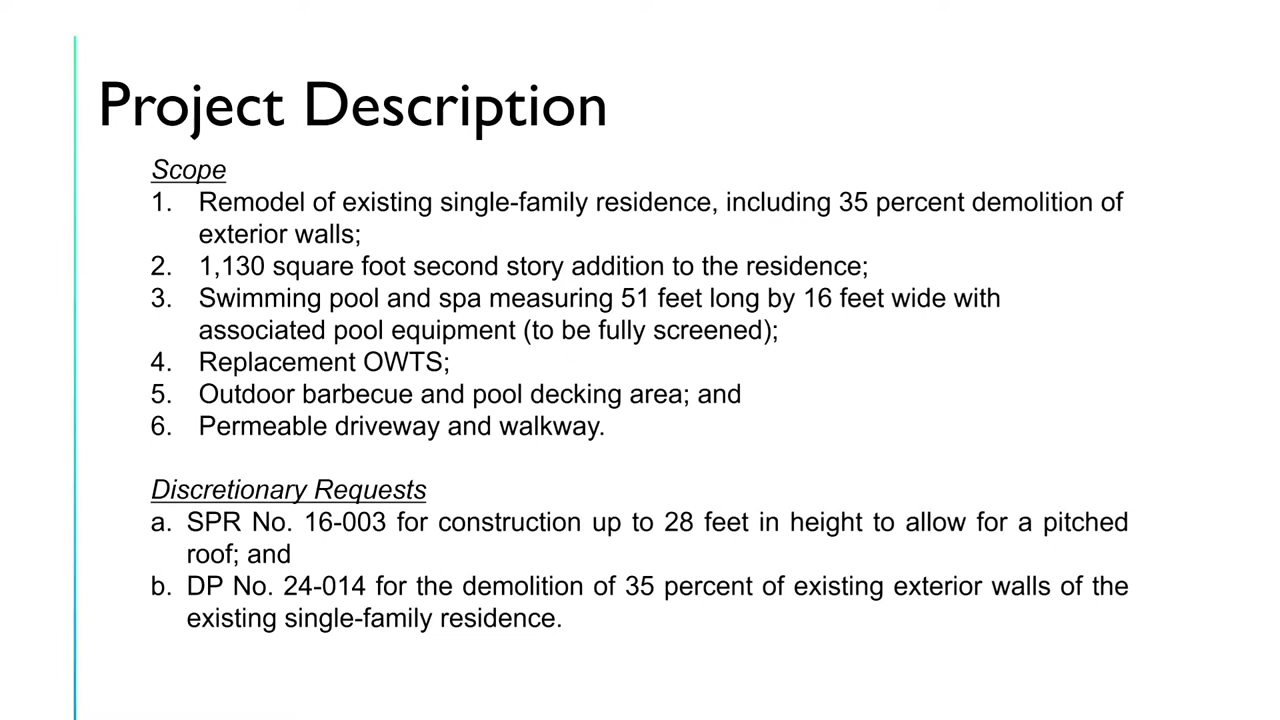 Project Description
Scope
1. Remodel of existing single-family residence, including 35 percent demolition of
exterior walls;
2. 1,130 square foot second story addition to the residence;
3. Swimming pool and spa measuring 51 feet long by 16 feet wide with
associated pool equipment (to be fully screened);
4. Replacement OWTS;
5. Outdoor barbecue and pool decking area; and
6. Permeable driveway and walkway.
Discretionary Requests
a. SPR No. 16-003 for construction up to 28 feet in height to allow for a pitched
roof; and
b. DP No. 24-014 for the demolition of 35 percent of existing exterior walls of the
existing single-family residence.